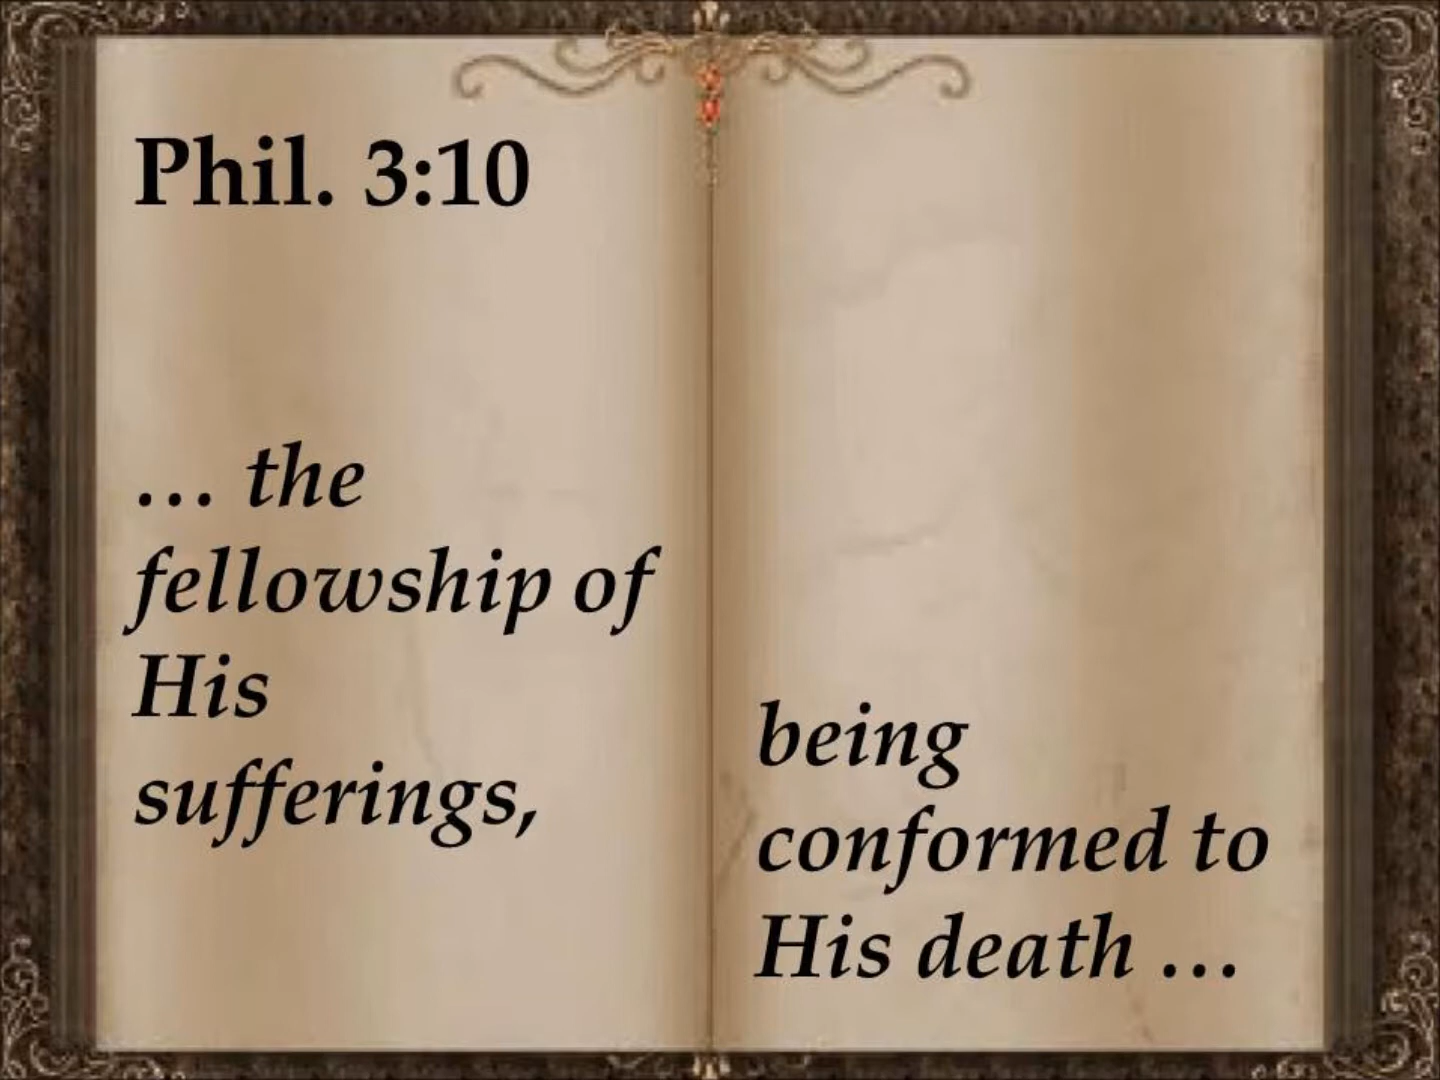 Phil. 3:10
… the
fellowship of
His
sufferings,
being
conformed to
His death …